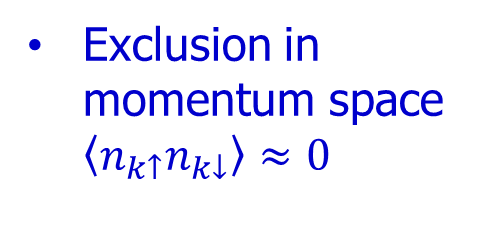 • Exclusion in
momentum space
⟨n_{k↑}n_{k↓}⟩ ≈ 0